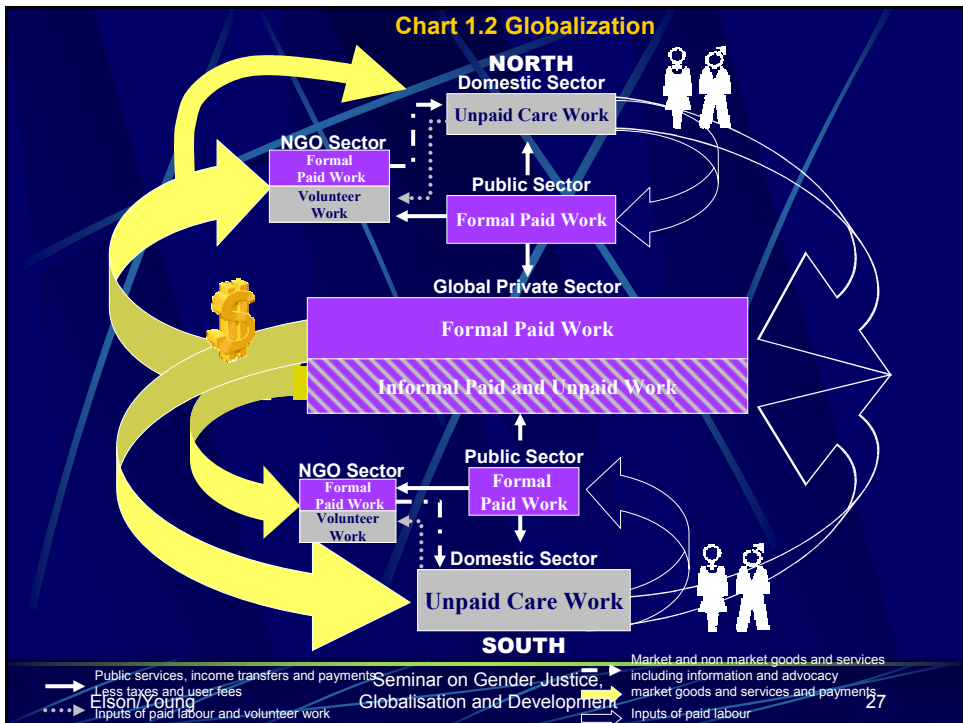 Chart 1.2 Globalization
NORTH
Domestic Sector
Unpaid Care Work
NGO Sector
Formal
Paid Work
Volunteer
Work
Public Sector
Formal Paid Work
Global Private Sector
Formal Paid Work
Informal Paid and Unpaid Work
NGO Sector
Formal
Paid Work
Volunteer
Work
Public Sector
Formal
Paid Work
Domestic Sector
Unpaid Care Work
SOUTH
Public services, income transfers and payments
Less taxes and user fees
Inputs of paid labour and volunteer work
Elson/Young
Seminar on Gender Justice,
Globalisation and Development
Market and non market goods and services
including information and advocacy
market goods and services and payments
Inputs of paid labour
27